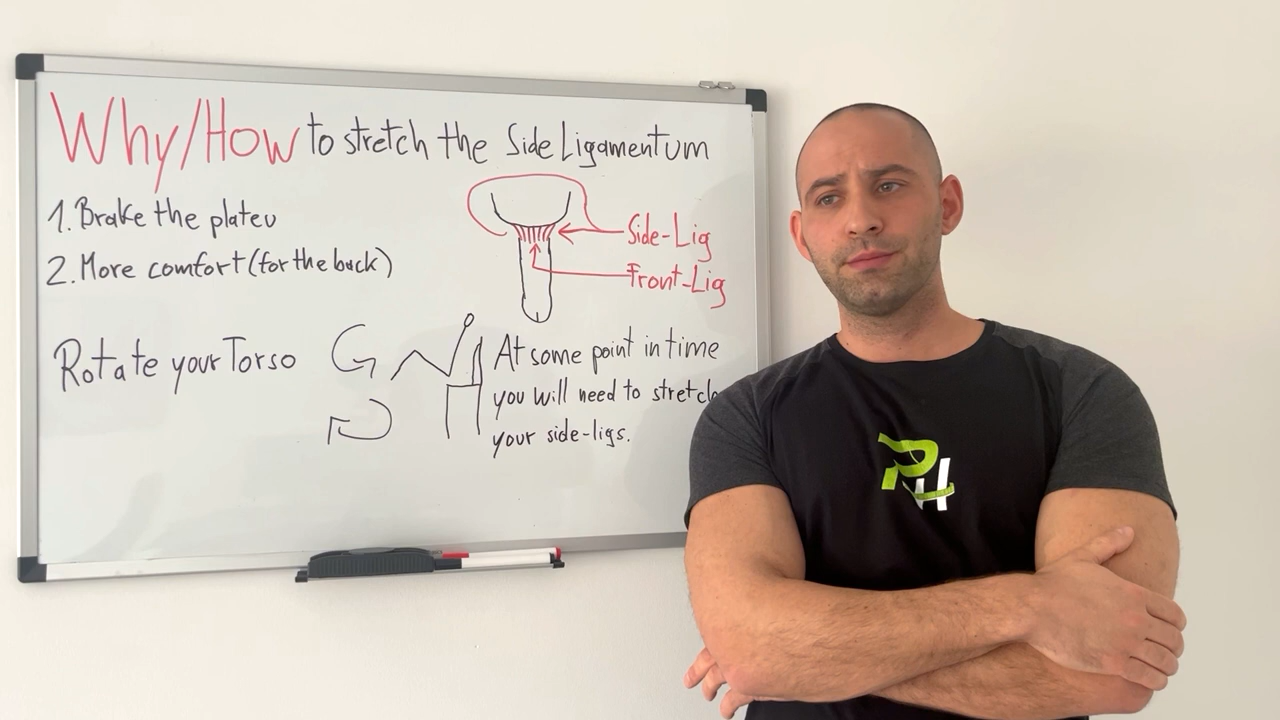 Why/How to stretch the Side Ligamentum
1. Brake the plateu
2. More comfort (for the back)
Side-Lig
Front-Lig
Rotate your Torso
At some point in time
you will need to stretch
your side-ligs.
PH